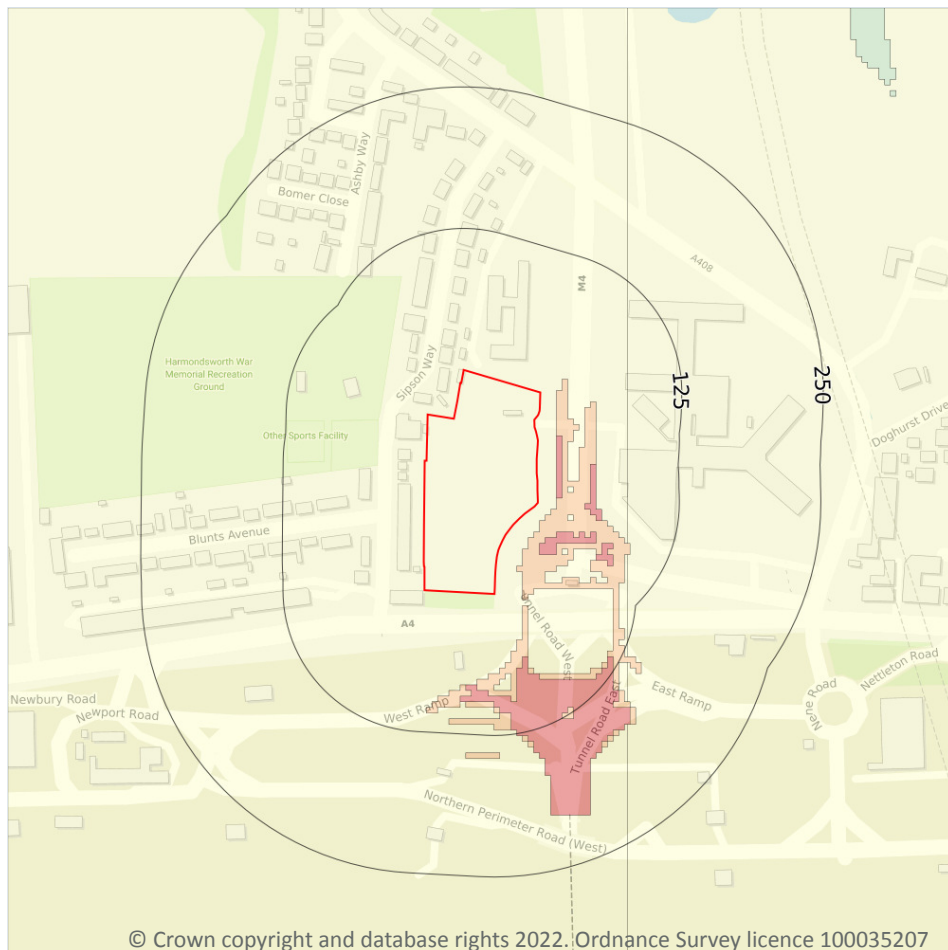 Ashby Way
Bomer Close
A408
M4
Harmondsworth War
Memorial Recreation
Ground
Sipson Way
125
250
Other Sports Facility
Doghurst Drive
Blunts Avenue
A4
Tunnel Road West
Nettleton Road
Newbury Road
Newport Road
West Ramp
East Ramp
Nene Road
Tunnel Road East
Northern Perimeter Road (West)
© Crown copyright and database rights 2022. Ordnance Survey licence 100035207